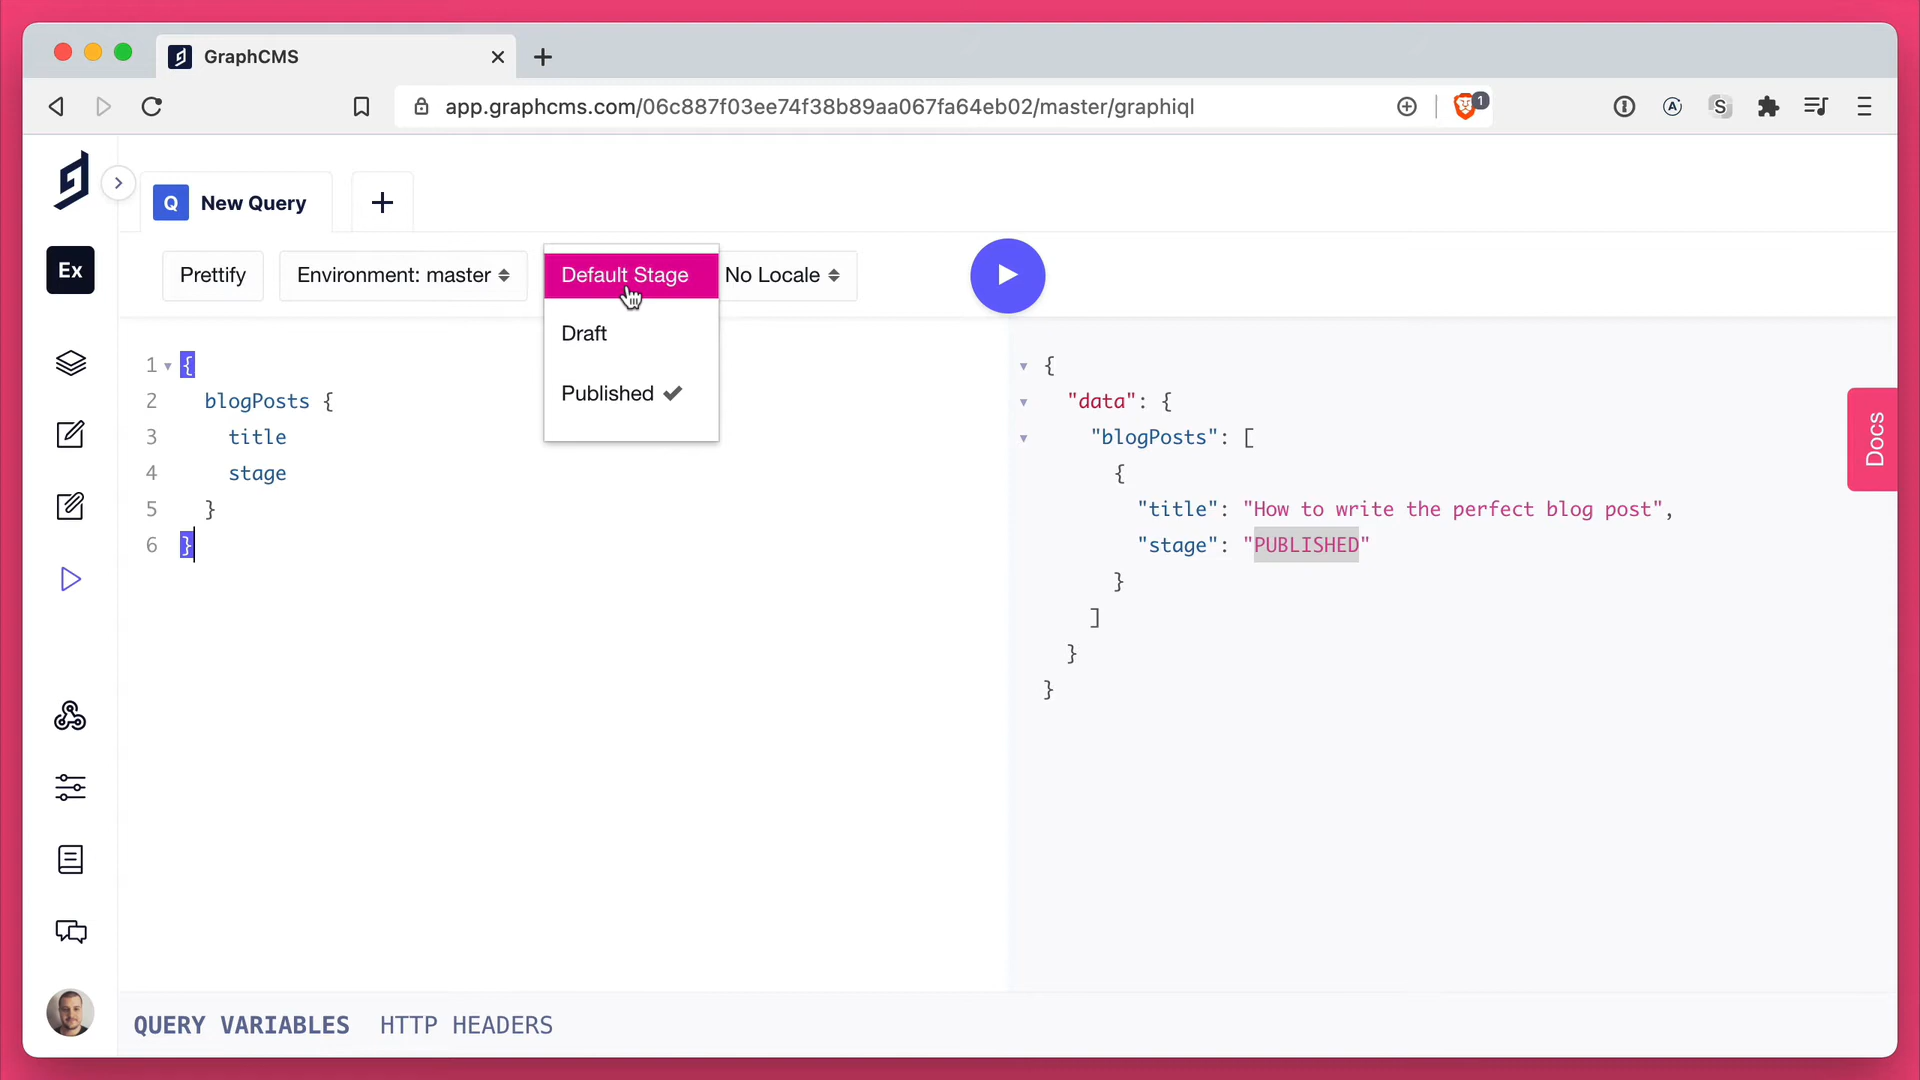 GraphCMS
app.graphcms.com/06c887f03ee74f38b89aa067fa64eb02/master/graphiql
1
A
S
Q New Query
Ex
Prettify
Environment: master
Default Stage
No Locale
Draft
Published
1 {
2 blogPosts {
3 title
4 stage
5 }
6 }
{
"data": {
"blogPosts": [
{
"title": "How to write the perfect blog post",
"stage": "PUBLISHED"
}
]
}
}
Docs
QUERY VARIABLES HTTP HEADERS